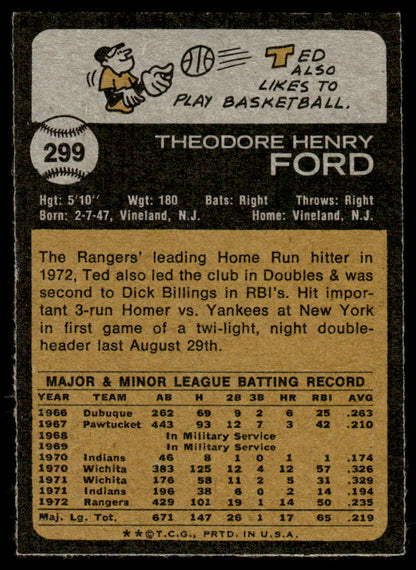 TED
ALSO
LIKES TO
PLAY BASKETBALL.
299
THEODORE HENRY
FORD
Hgt: 5'10" Wgt: 180 Bats: Right Throws: Right
Born: 2-7-47, Vineland, N.J. Home: Vineland, N.J.
The Rangers' leading Home Run hitter in
1972, Ted also led the club in Doubles & was
second to Dick Billings in RBI's. Hit impor-
tant 3-run Homer vs. Yankees at New York
in first game of a twi-light, night double-
header last August 29th.
MAJOR & MINOR LEAGUE BATTING RECORD
YEAR TEAM AB H 2B 3B HR RBI AVG
1966 Dubuque 262 69 9 2 6 25 .263
1967 Pawtucket 443 93 12 7 3 42 .210
1968 In Military Service
1969 In Military Service
1970 Indians 46 8 1 0 1 1 .174
1970 Wichita 383 125 12 4 12 57 .326
1971 Wichita 176 58 11 2 5 31 .329
1971 Indians 196 38 6 0 2 14 .194
1972 Rangers 429 101 19 1 14 50 .235
Maj. Lg. Tot. 671 147 26 1 17 65 .219
**© T.C.G., PRTD. IN U.S.A.